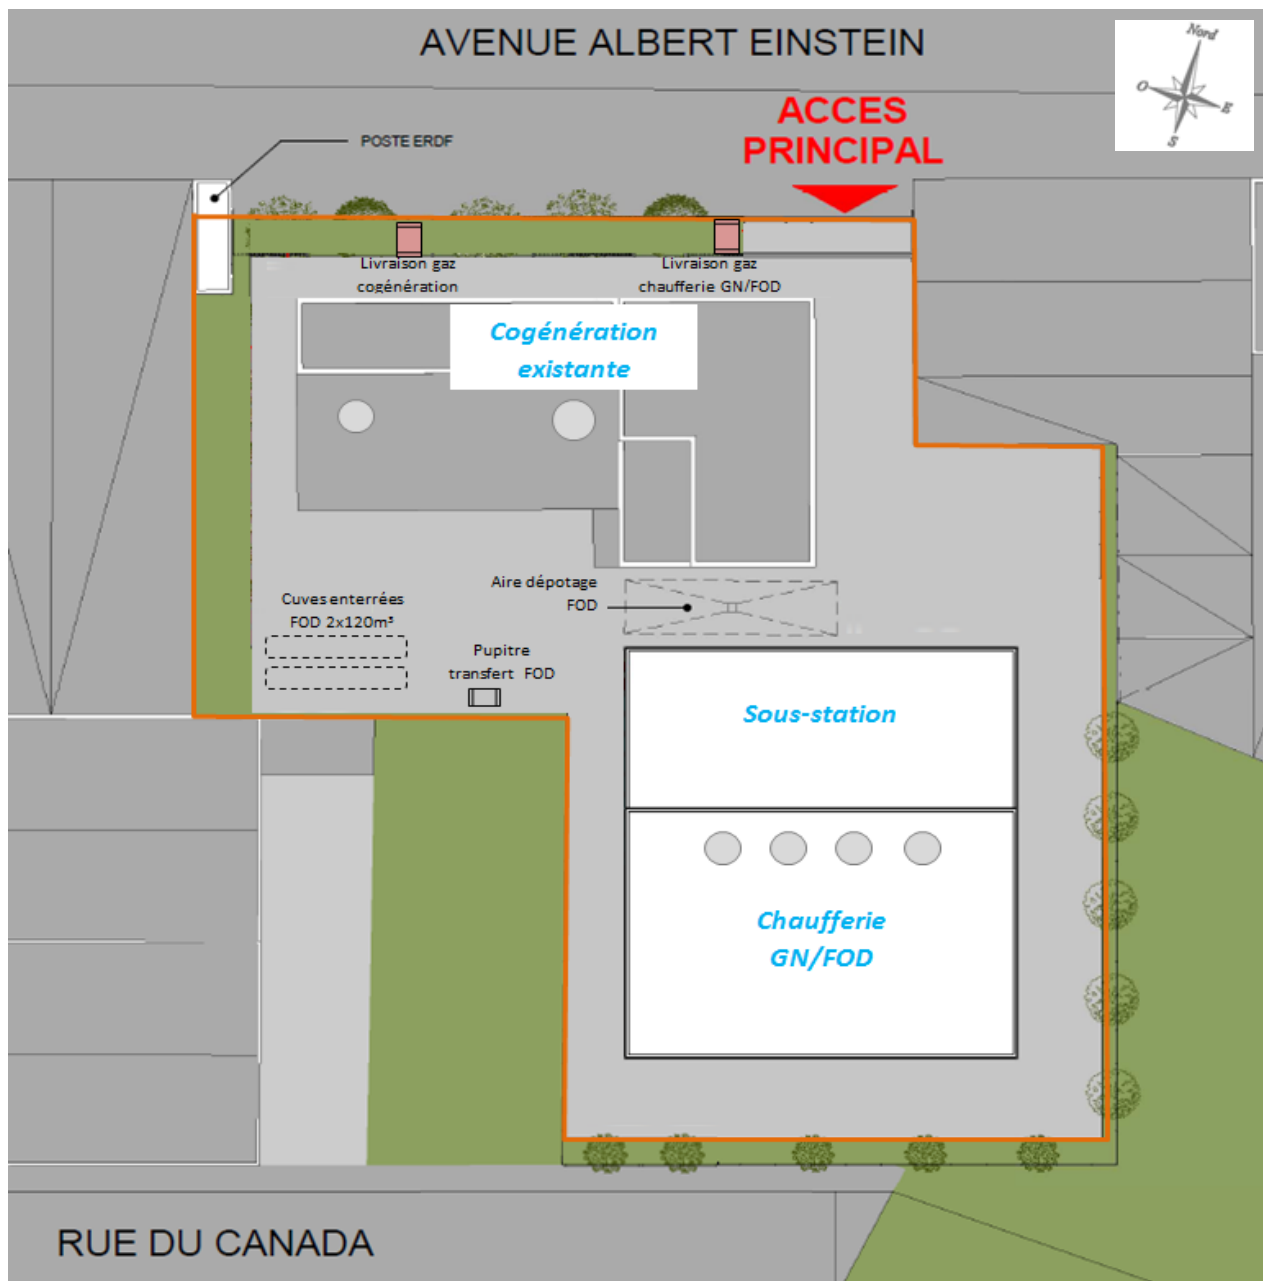 AVENUE ALBERT EINSTEIN
Nord
O
E
S
ACCES
PRINCIPAL
POSTE ERDF
Livraison gaz
cogénération
Livraison gaz
chaufferie GN/FOD
Cogénération
existante
Aire dépotage
FOD
Cuves enterrées
FOD 2x120m³
Pupitre
transfert FOD
Sous-station
Chaufferie
GN/FOD
RUE DU CANADA